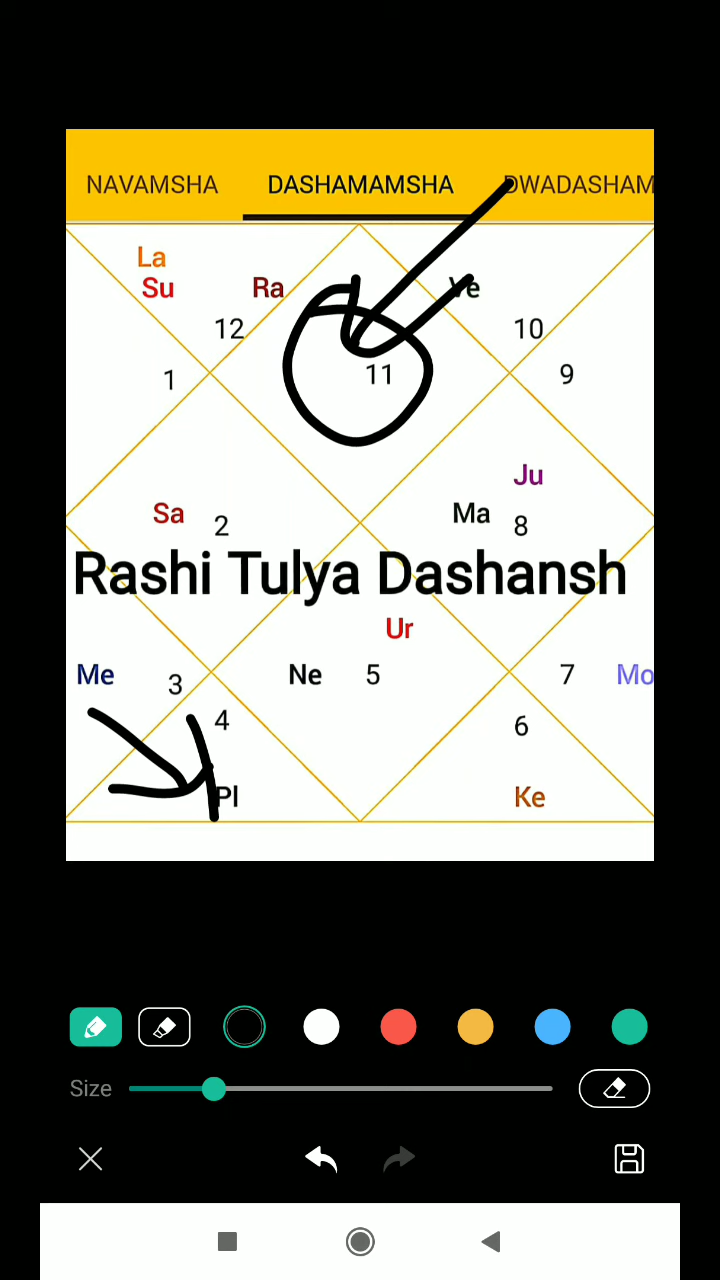 NAVAMSHA DASHAMAMSHA DWADASHAM
La
Su Ra Ve
12 10
1 11 9
Ju
Sa 2 Ma 8
Rashi Tulya Dashansh
Ur
Me 3 Ne 5 7 Mo
4 6
Pl Ke
Size